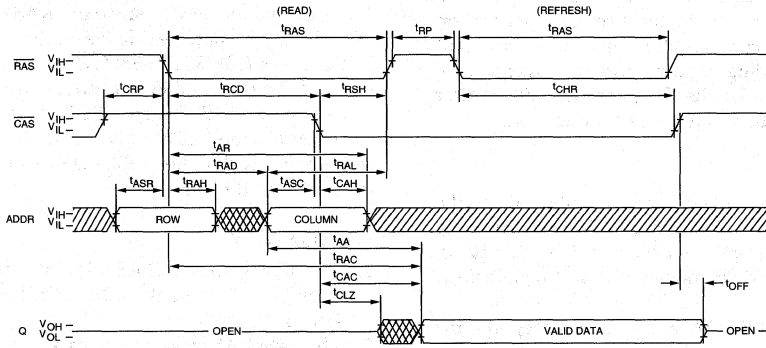 (READ)
(REFRESH)
tRAS
tRP
tRAS
RAS
VIH
VIL
tCRP
tRCD
tRSH
tCHR
CAS
VIH
VIL
tAR
tRAD
tRAL
tASR
tRAH
tASC
tCAH
ADDR
VIH
VIL
ROW
COLUMN
tAA
tRAC
tCAC
tCLZ
tOFF
Q
VOH
VOL
OPEN
VALID DATA
OPEN